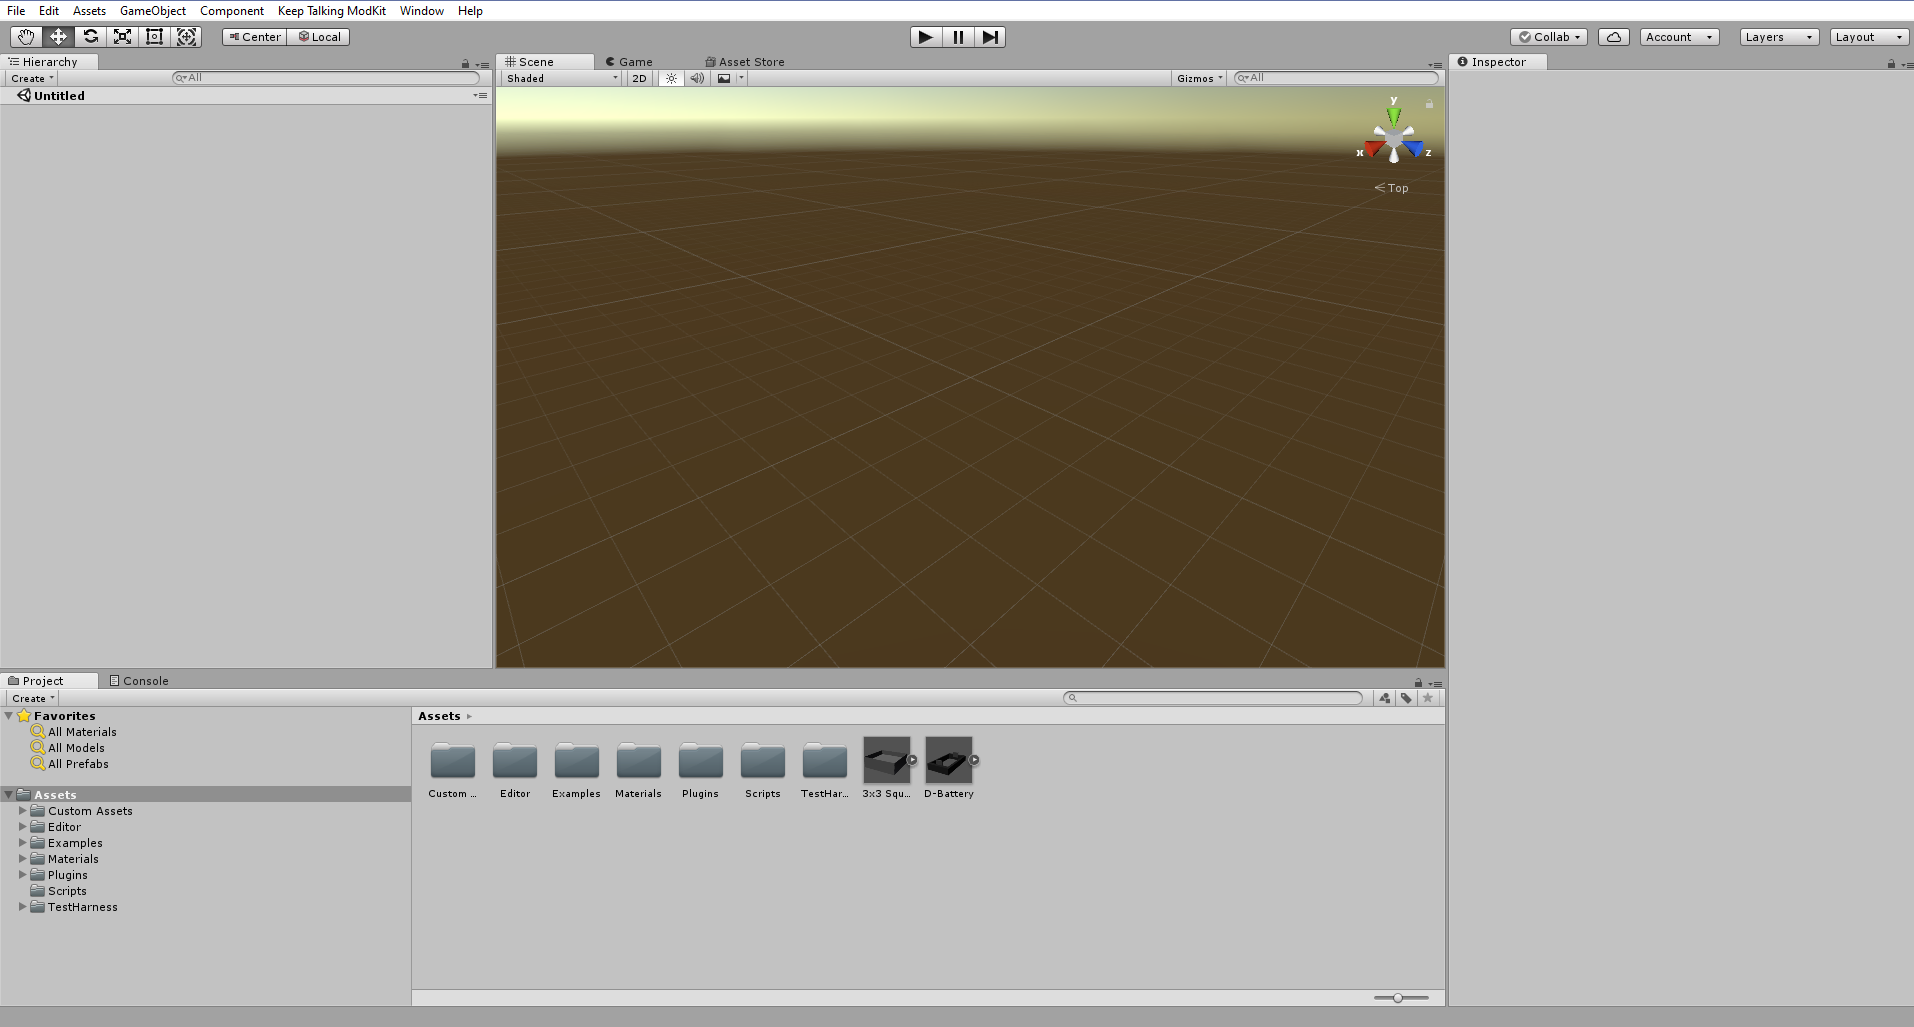 File Edit Assets GameObject Component Keep Talking ModKit Window Help
Center Local Collab Account Layers Layout
Hierarchy
Create All
Untitled
Scene Game Asset Store
Shaded 2D Gizmos All
y
x z
Top
Inspector
Project Console
Create
Favorites
All Materials
All Models
All Prefabs
Assets
Custom Assets
Editor
Examples
Materials
Plugins
Scripts
TestHarness
Assets
Custom ... Editor Examples Materials Plugins Scripts TestHar... 3x3 Squ... D-Battery